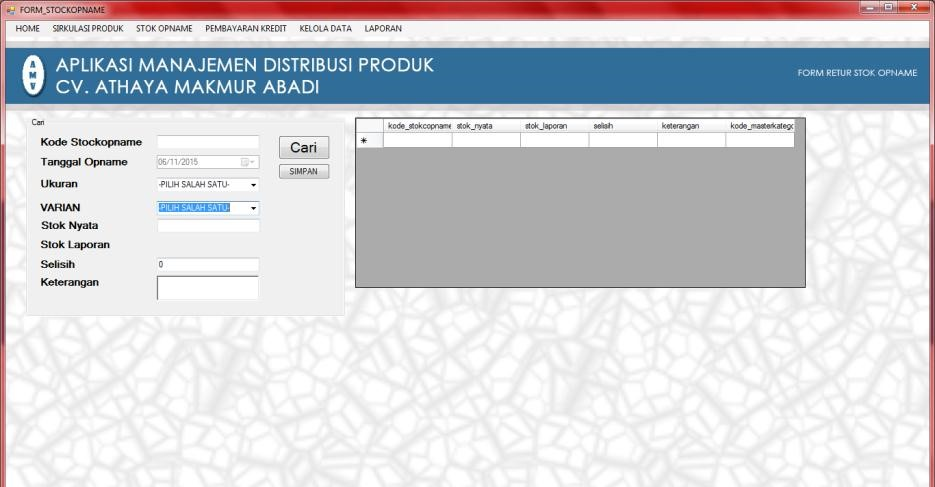 FORM_STOCKOPNAME
HOME SIRKULASI PRODUK STOK OPNAME PEMBAYARAN KREDIT KELOLA DATA LAPORAN
AMV
APLIKASI MANAJEMEN DISTRIBUSI PRODUK
CV. ATHAYA MAKMUR ABADI
FORM RETUR STOK OPNAME
Cari
Kode Stockopname
Tanggal Opname 06/11/2015
Ukuran -PILIH SALAH SATU-
VARIAN -PILIH SALAH SATU-
Stok Nyata
Stok Laporan
Selisih 0
Keterangan
Cari
SIMPAN
kode_stokcopname stok_nyata stok_laporan selisih keterangan kode_masterkatego